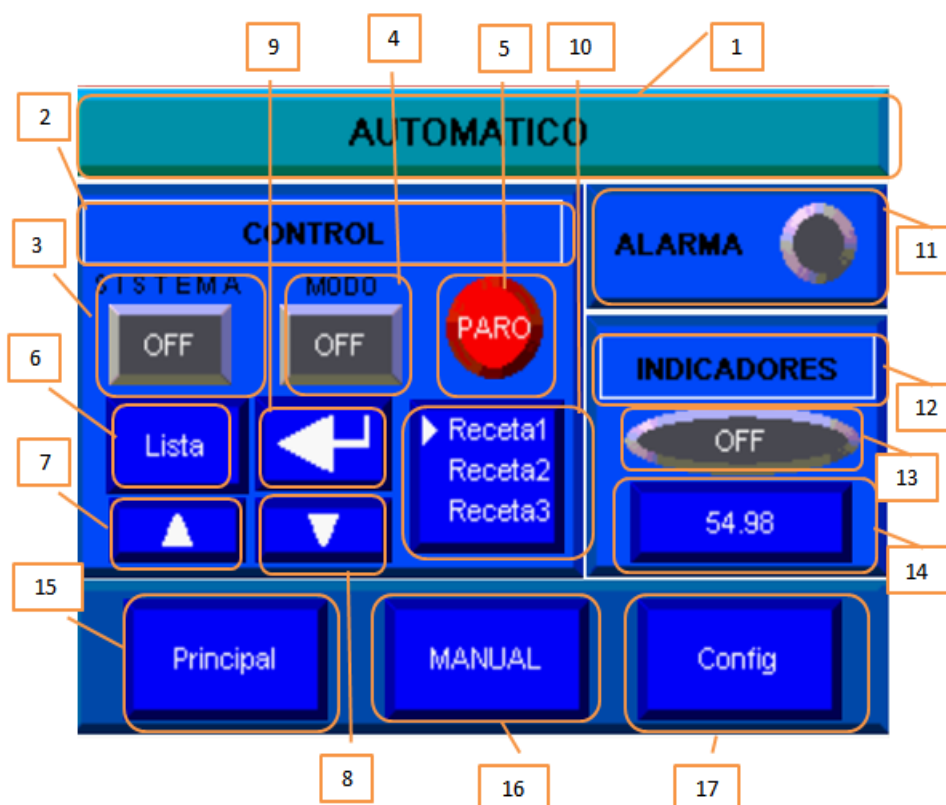 9
4
5
10
1
2
AUTOMATICO
CONTROL
3
SISTEMA
MODO
ALARMA
11
OFF
OFF
PARO
INDICADORES
6
12
Lista
Receta1
Receta2
Receta3
OFF
13
7
54.98
14
15
Principal
MANUAL
Config
8
16
17